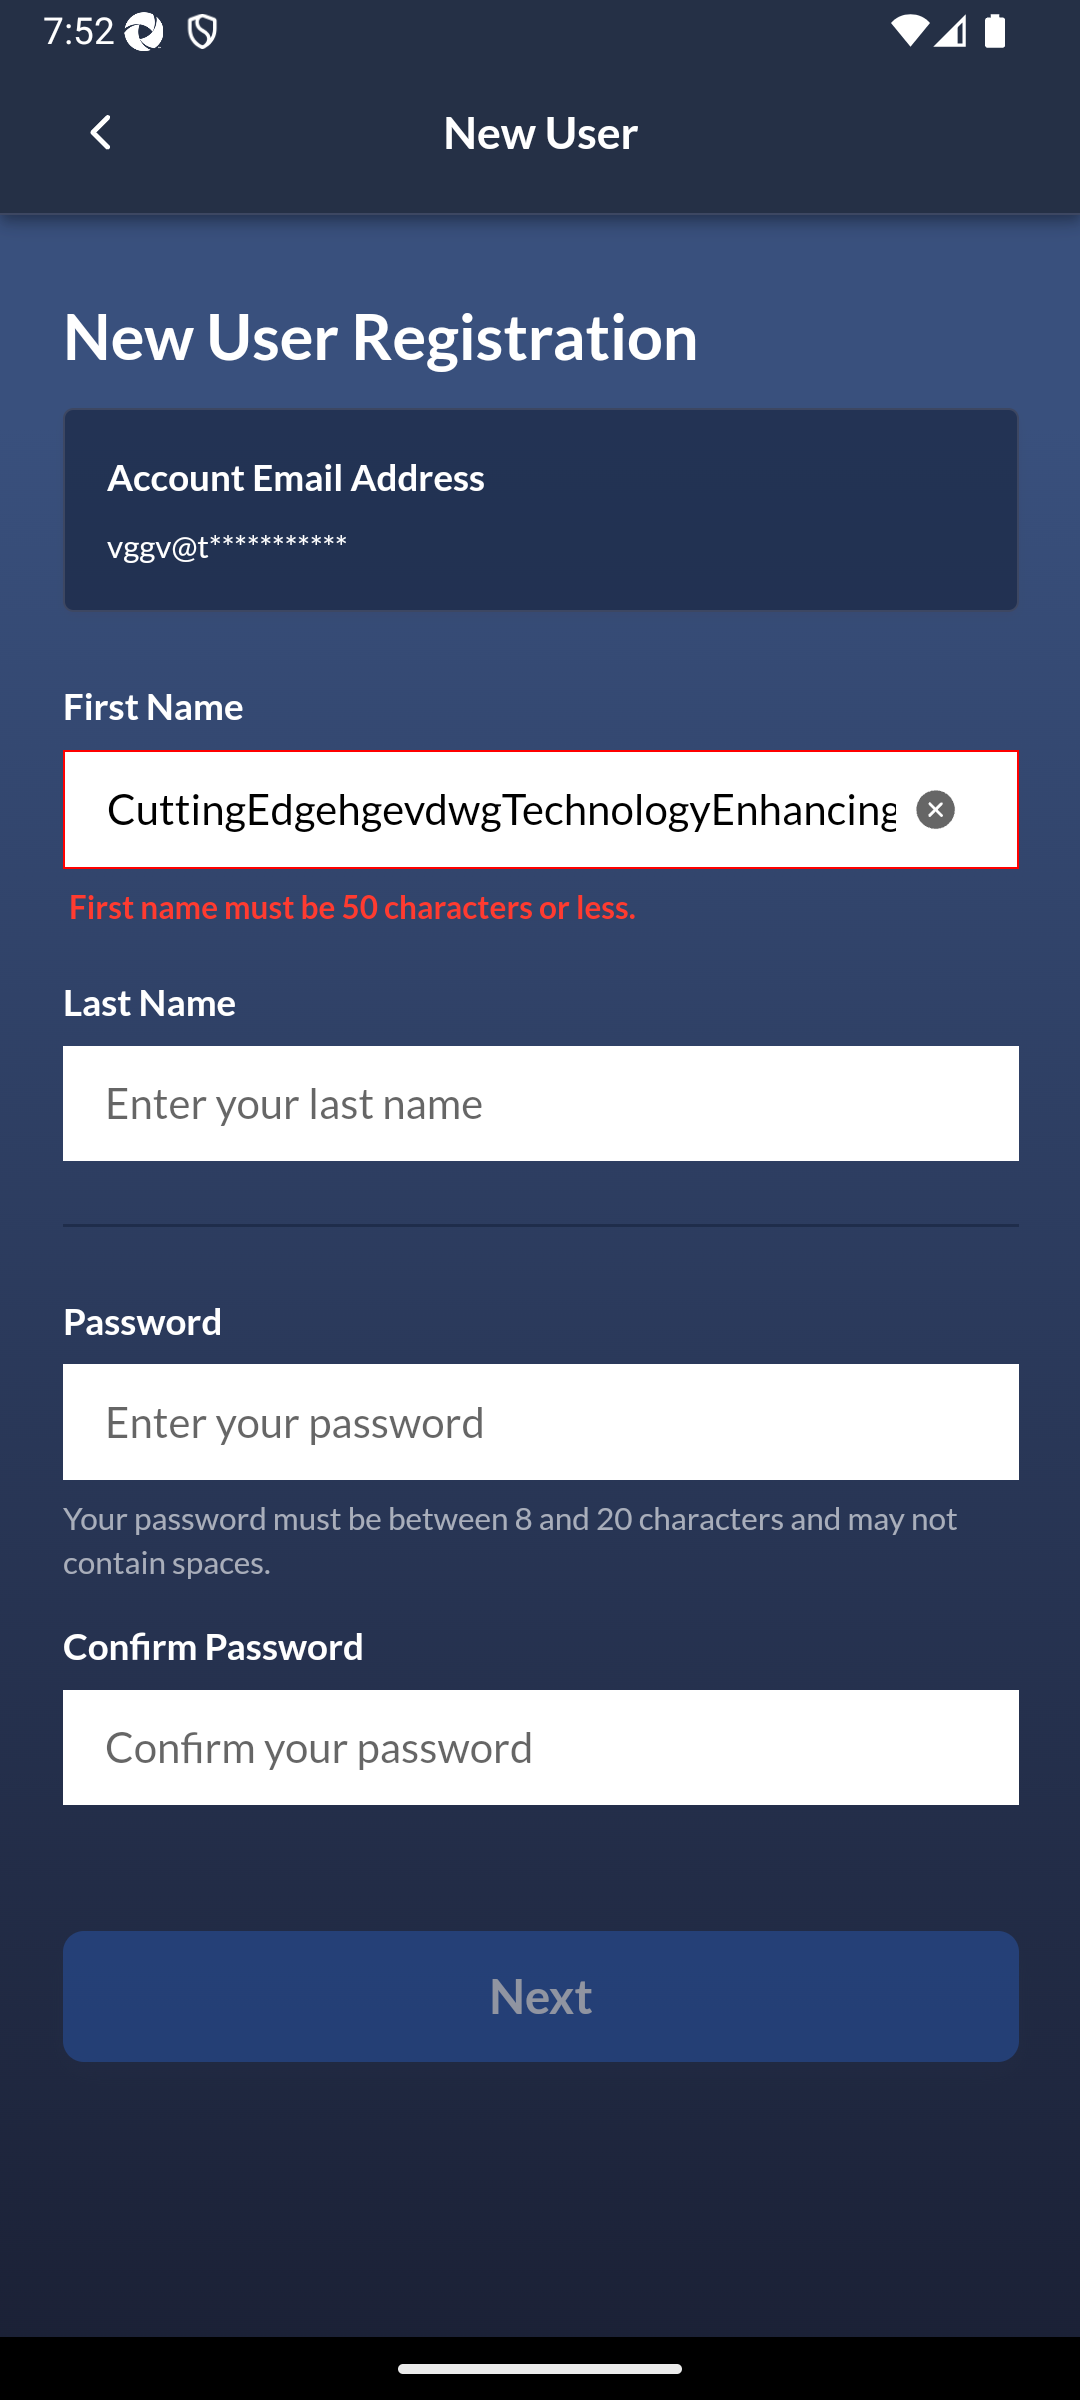 7:52
New User
New User Registration
Account Email Address
vggv@t***********
First Name
CuttingEdgehgevdwgTechnologyEnhancing
First name must be 50 characters or less.
Last Name
Enter your last name
Password
Enter your password
Your password must be between 8 and 20 characters and may not
contain spaces.
Confirm Password
Confirm your password
Next